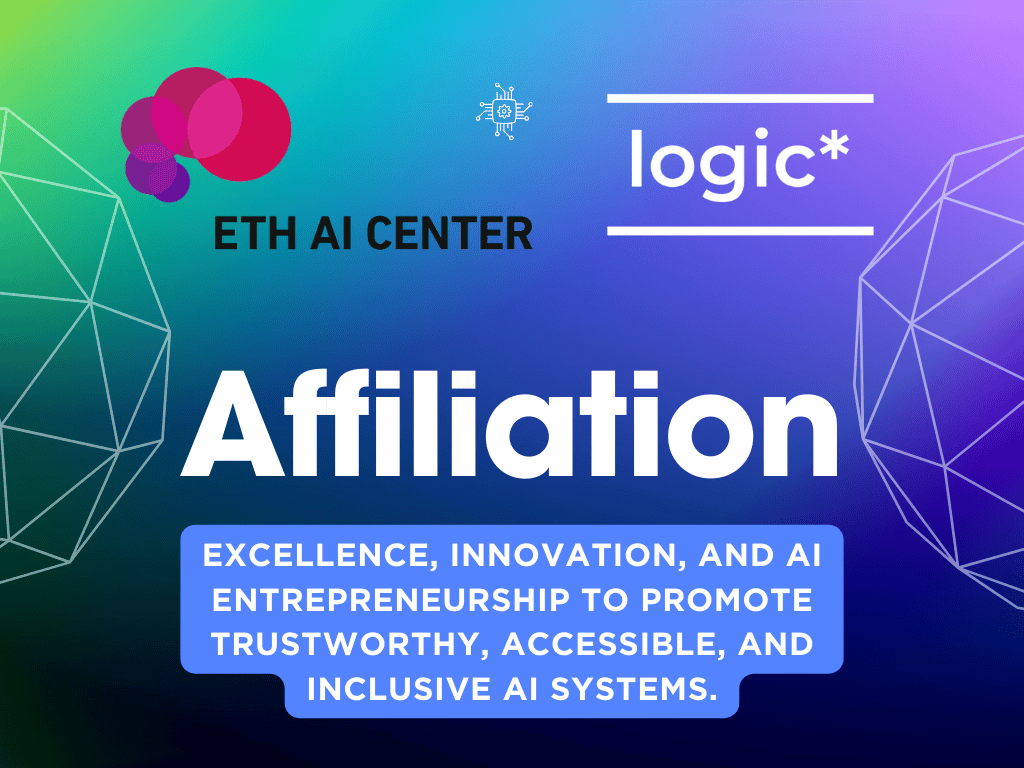 ETH AI CENTER
logic*
Affiliation
EXCELLENCE, INNOVATION, AND AI
ENTREPRENEURSHIP TO PROMOTE
TRUSTWORTHY, ACCESSIBLE, AND
INCLUSIVE AI SYSTEMS.